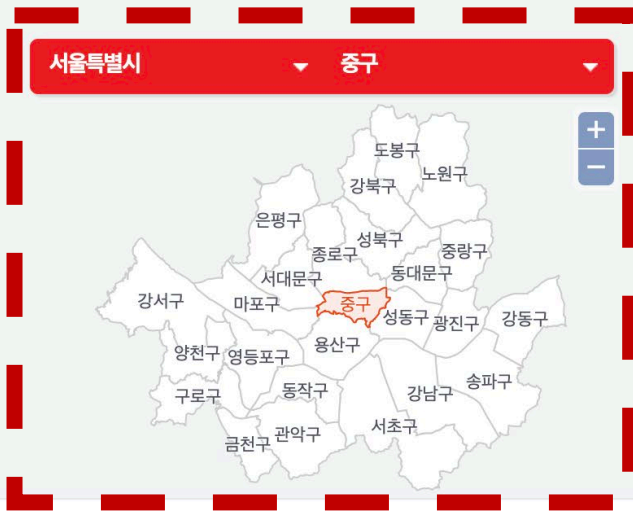 서울특별시 중구
+
−
도봉구
노원구
강북구
은평구
성북구
중랑구
종로구
동대문구
서대문구
강서구
마포구
중구
성동구
광진구
강동구
용산구
양천구
영등포구
동작구
강남구
송파구
구로구
서초구
금천구
관악구